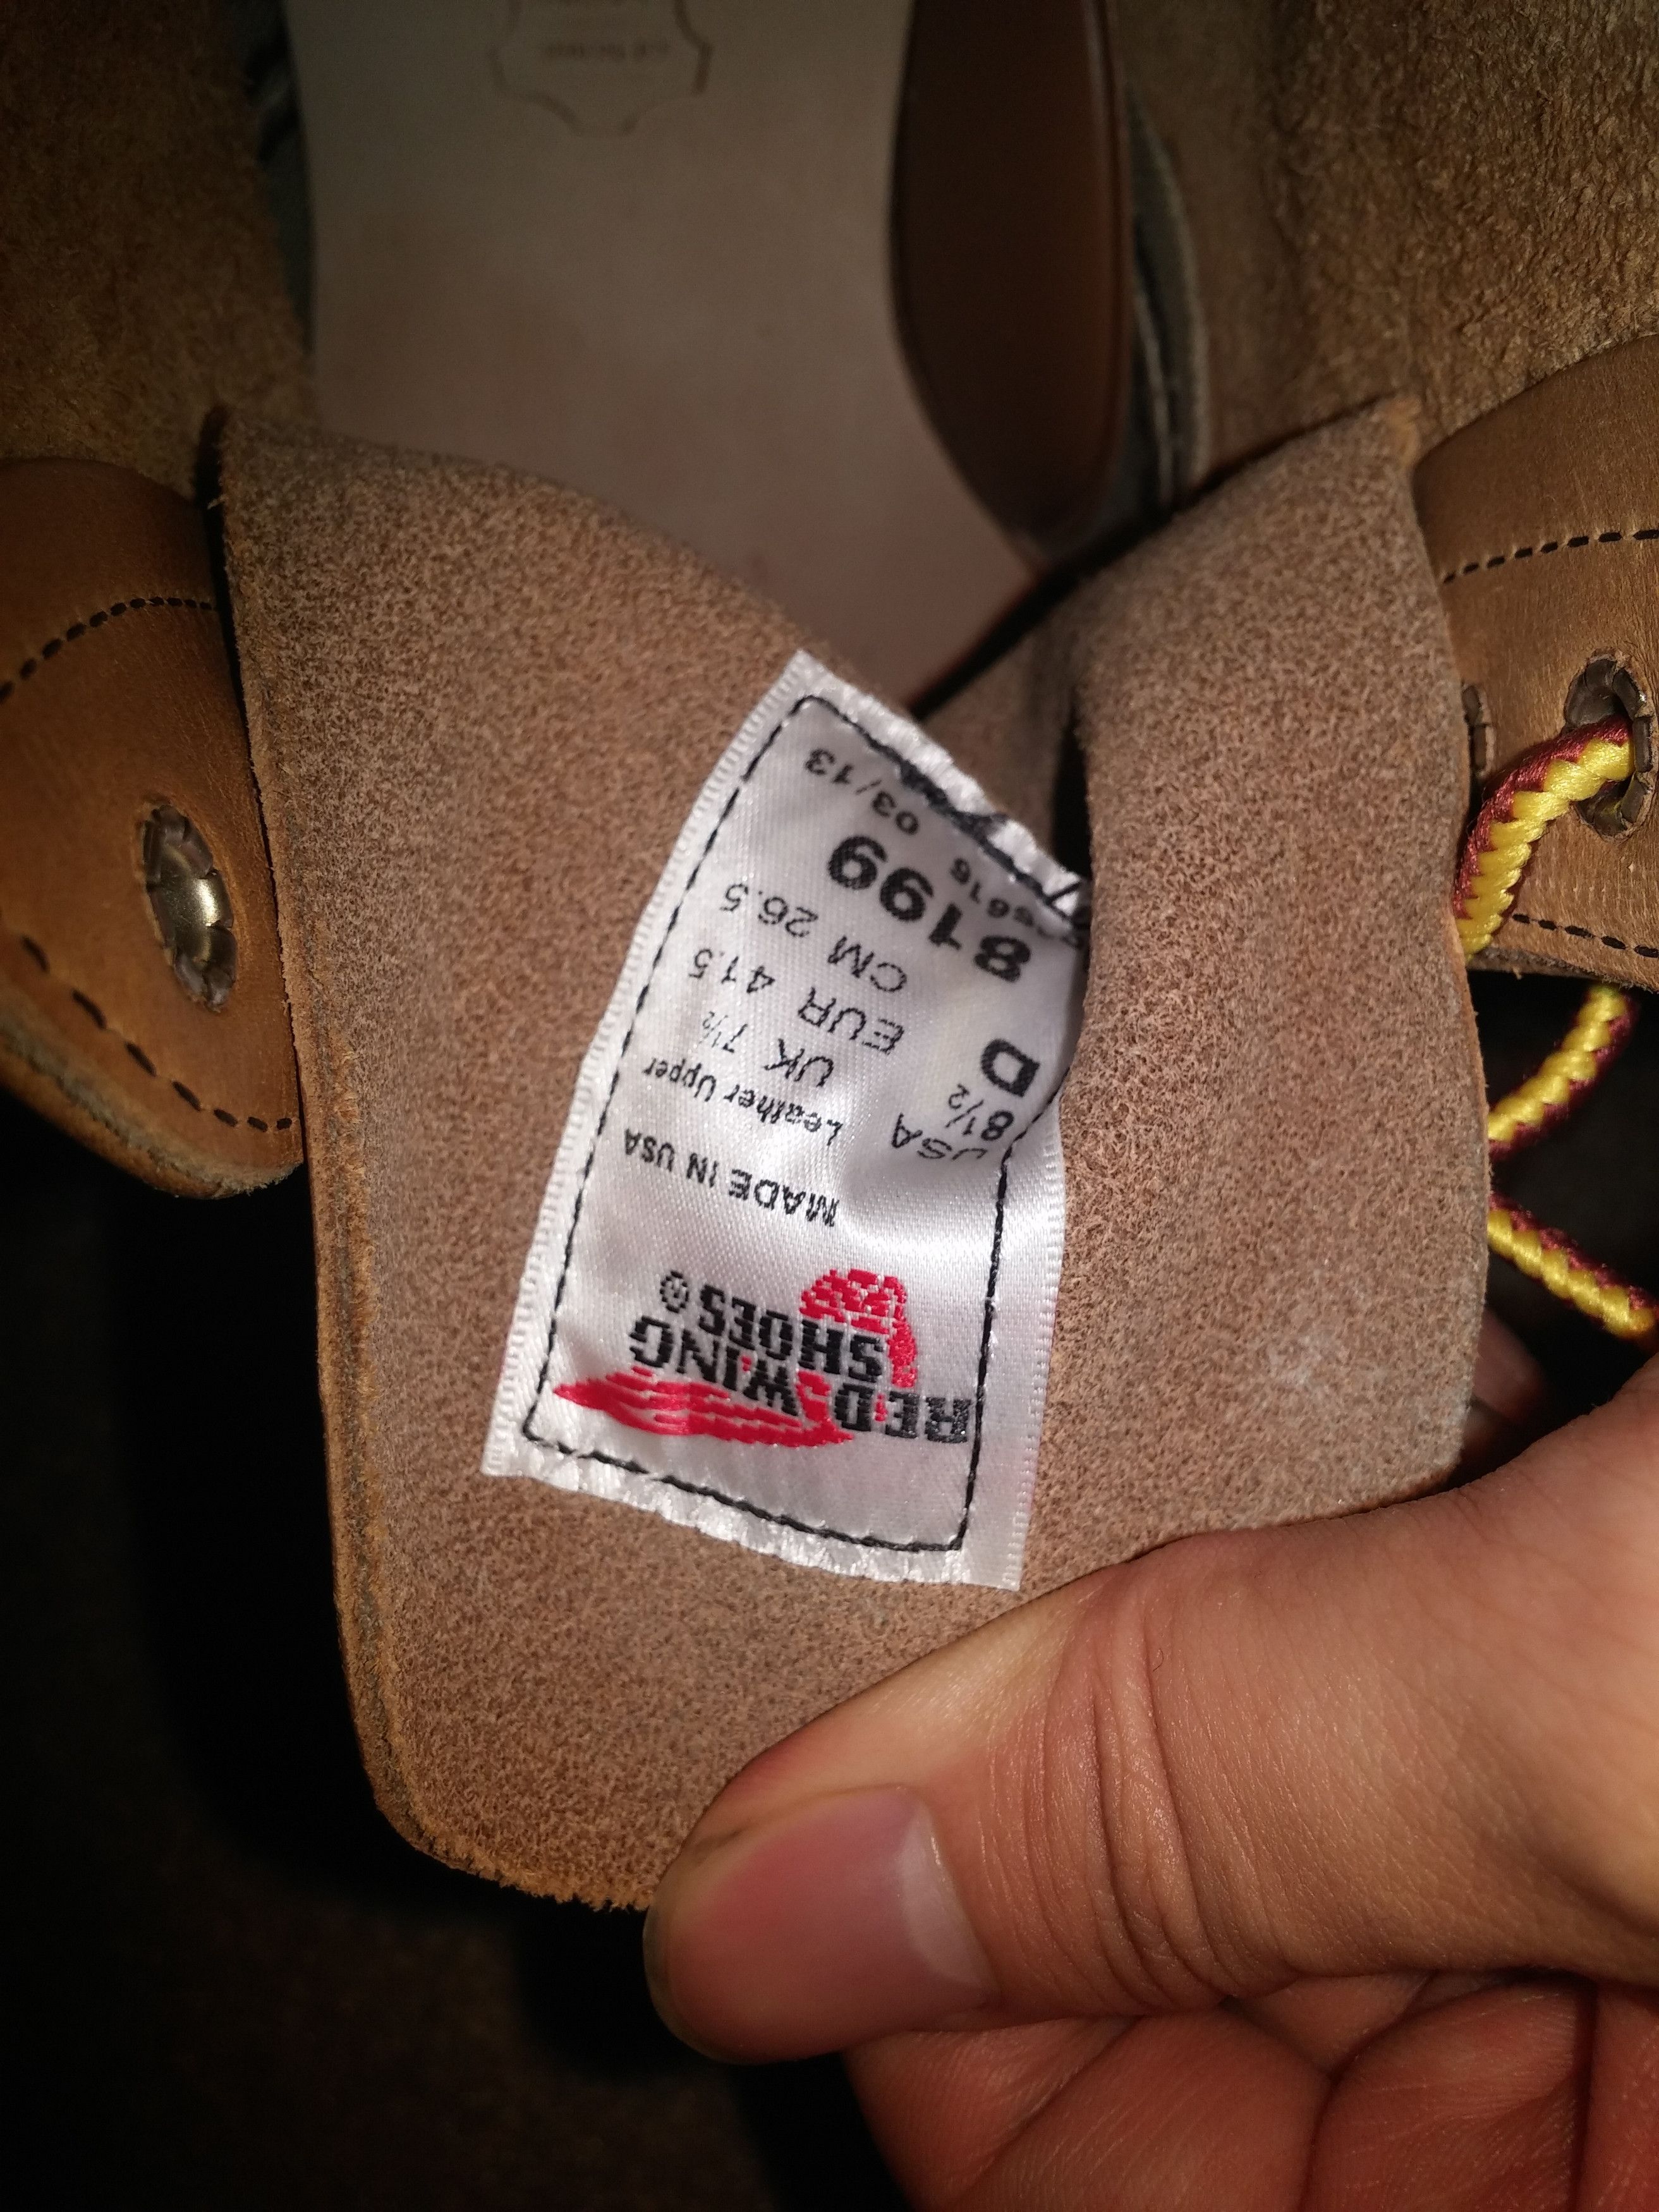 RED WING
SHOES®
MADE IN USA
Leather Upper
USA
8½
D
UK 7½
EUR 41.5
CM 26.5
8199
03/13